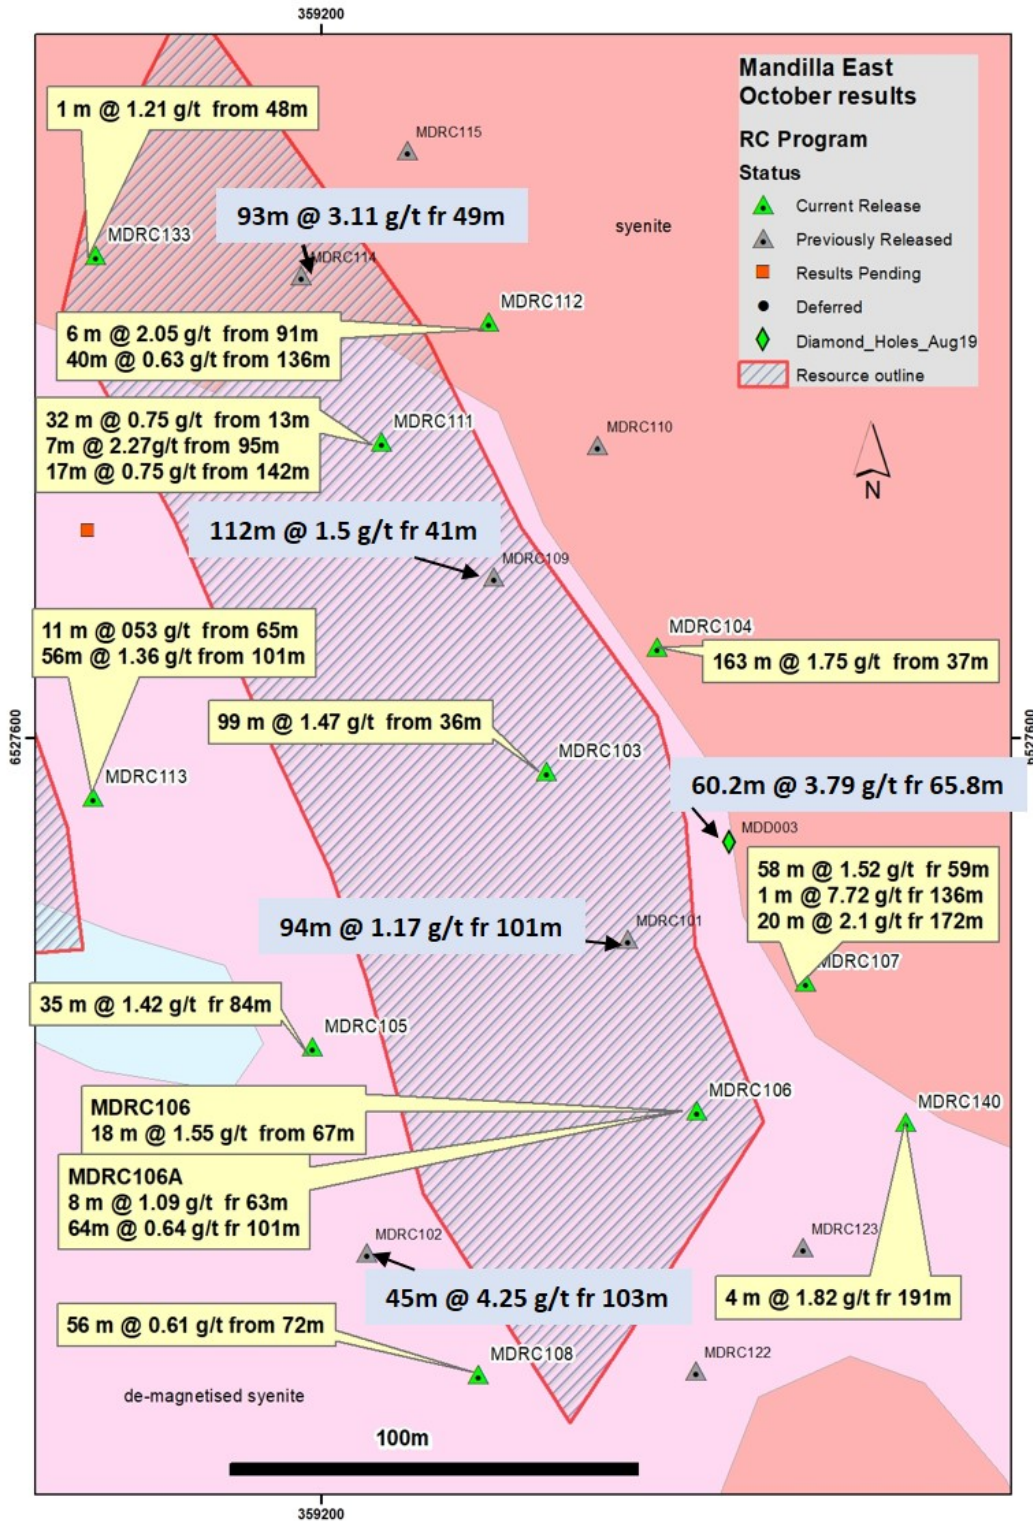 359200
Mandilla East
October results
RC Program
Status
Current Release
Previously Released
Results Pending
Deferred
Diamond_Holes_Aug19
Resource outline
1 m @ 1.21 g/t from 48m
MDRC115
93m @ 3.11 g/t fr 49m
syenite
MDRC133
MDRC114
MDRC112
6 m @ 2.05 g/t from 91m
40m @ 0.63 g/t from 136m
32 m @ 0.75 g/t from 13m
7m @ 2.27g/t from 95m
17m @ 0.75 g/t from 142m
MDRC111
MDRC110
N
112m @ 1.5 g/t fr 41m
MDRC109
11 m @ 053 g/t from 65m
56m @ 1.36 g/t from 101m
MDRC104
163 m @ 1.75 g/t from 37m
99 m @ 1.47 g/t from 36m
6527600
6527600
MDRC103
MDRC113
60.2m @ 3.79 g/t fr 65.8m
MDD003
58 m @ 1.52 g/t fr 59m
1 m @ 7.72 g/t fr 136m
20 m @ 2.1 g/t fr 172m
94m @ 1.17 g/t fr 101m
MDRC101
MDRC107
35 m @ 1.42 g/t fr 84m
MDRC105
MDRC106
18 m @ 1.55 g/t from 67m
MDRC106
MDRC140
MDRC106A
8 m @ 1.09 g/t fr 63m
64m @ 0.64 g/t fr 101m
MDRC102
MDRC123
45m @ 4.25 g/t fr 103m
4 m @ 1.82 g/t fr 191m
56 m @ 0.61 g/t from 72m
MDRC108
MDRC122
de-magnetised syenite
100m
359200